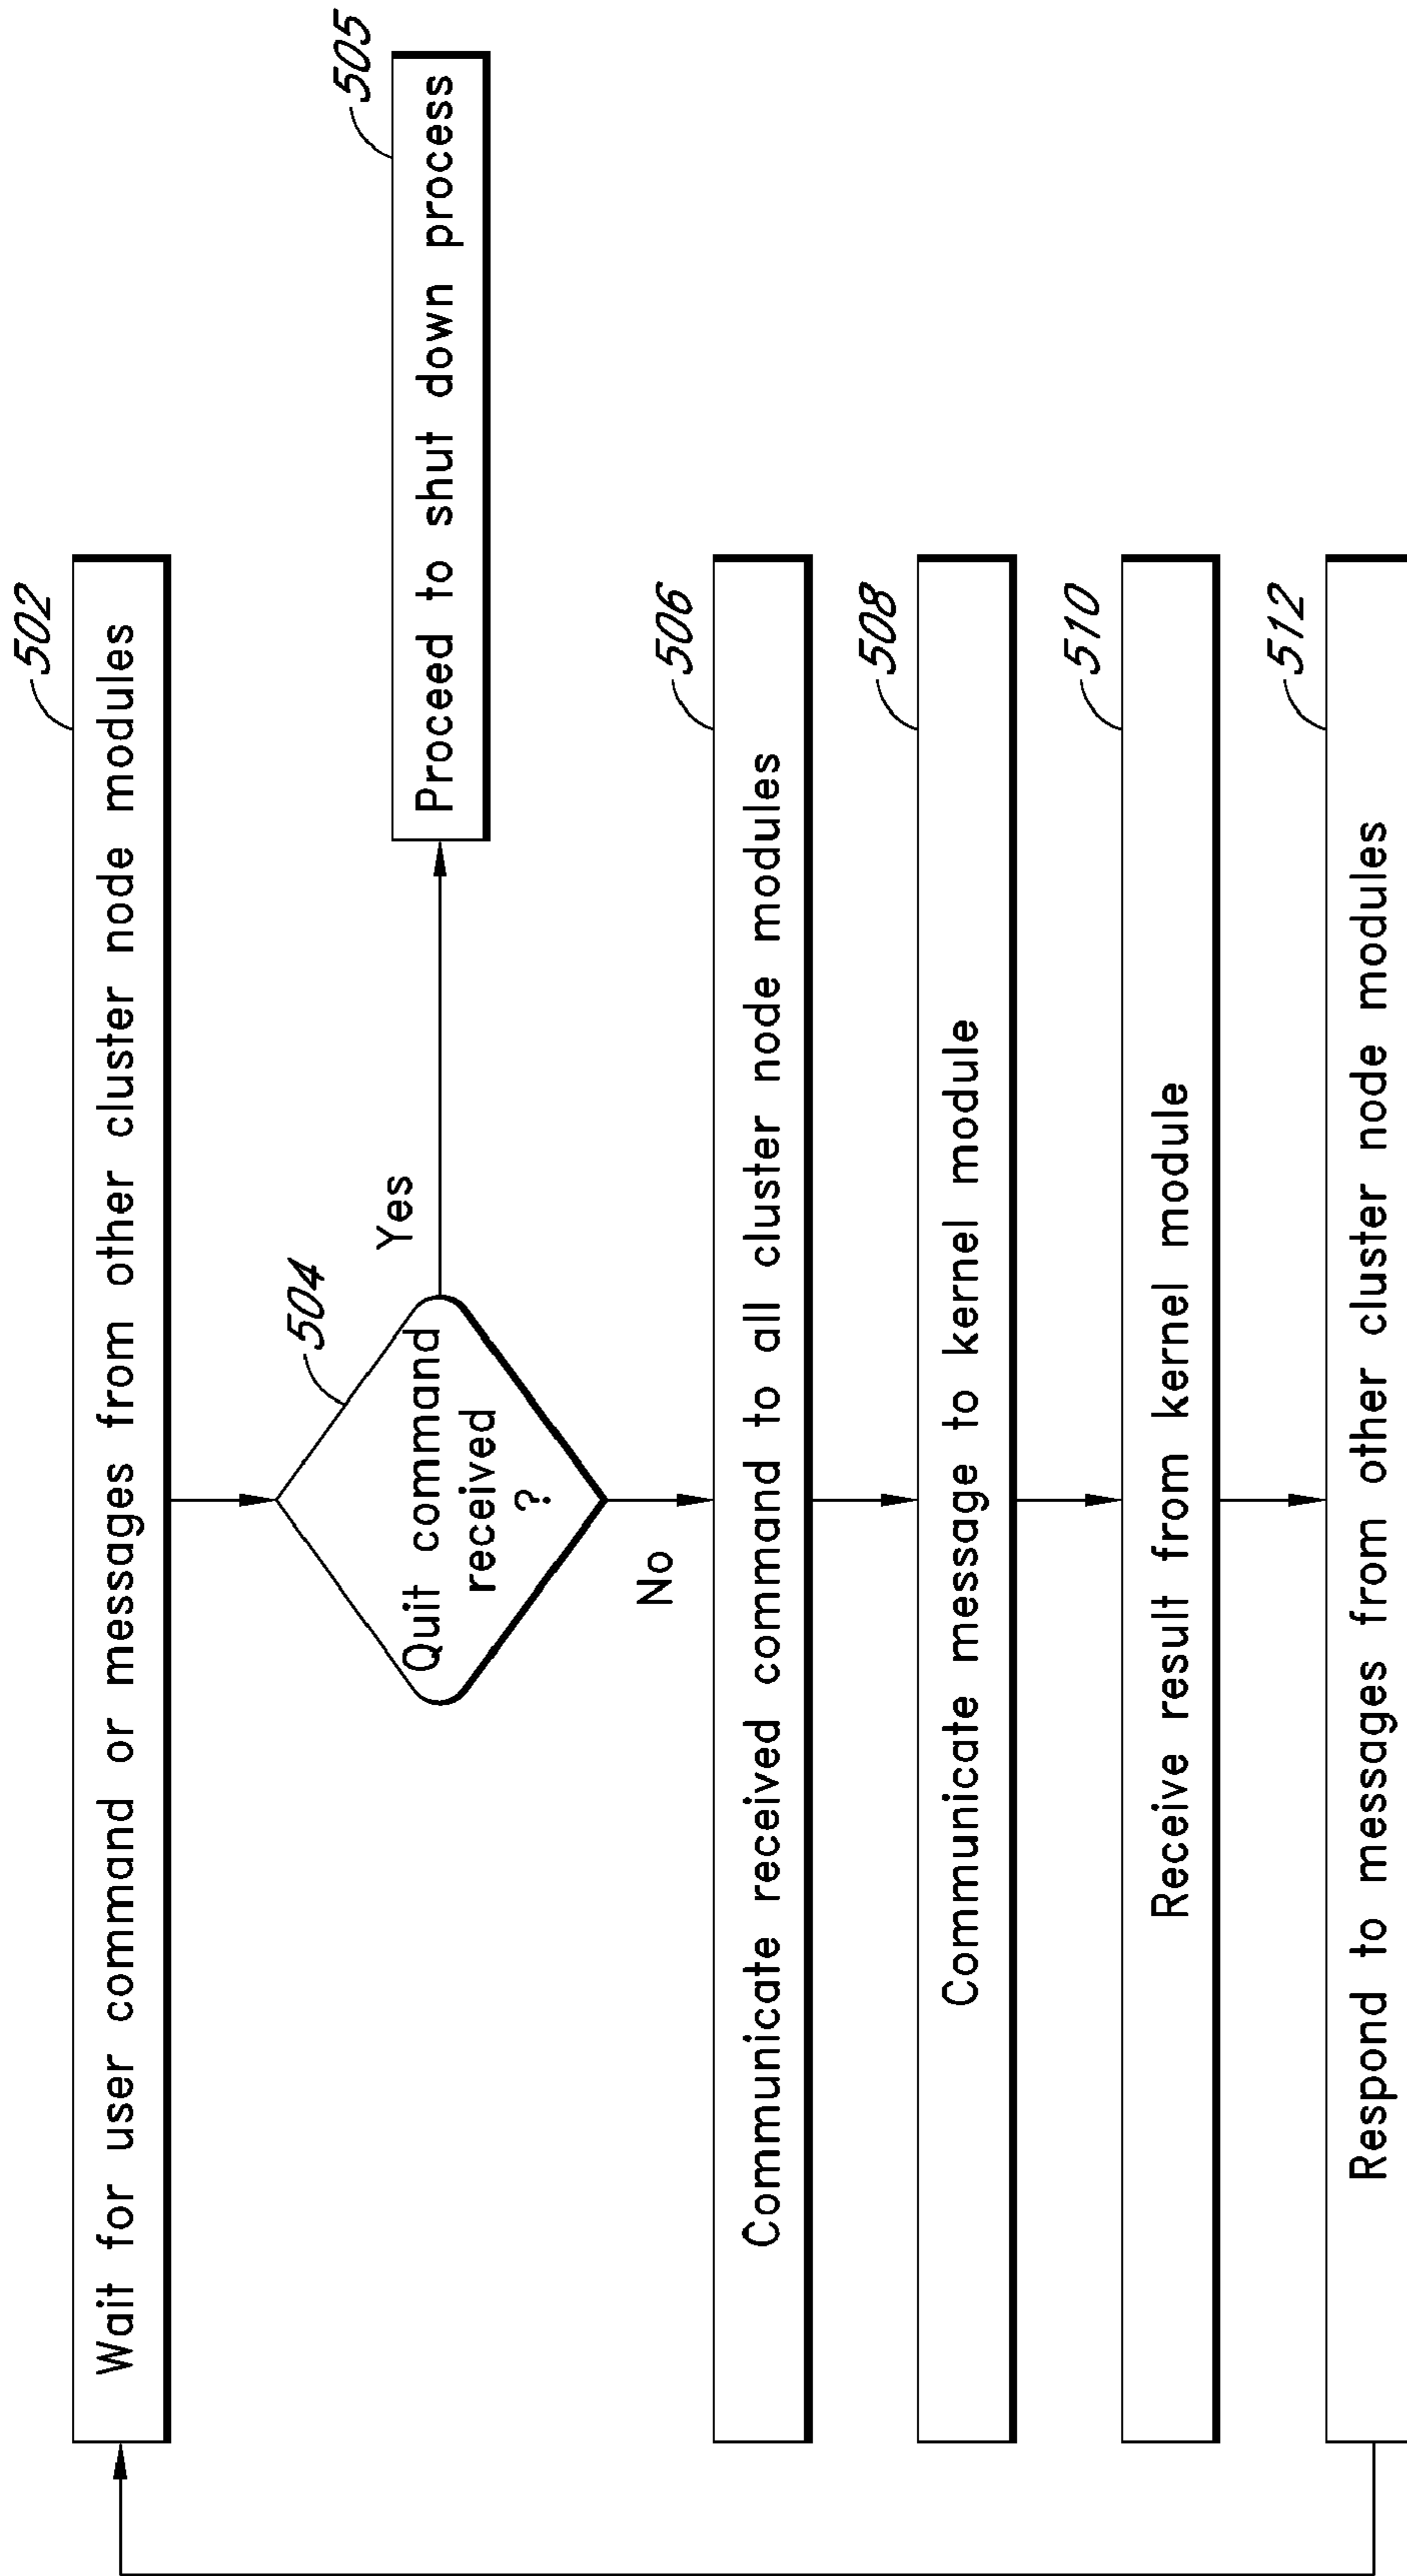 502
Wait for user command or messages from other cluster node modules
504
Quit command
received
?
Yes
505
Proceed to shut down process
No
506
Communicate received command to all cluster node modules
508
Communicate message to kernel module
510
Receive result from kernel module
512
Respond to messages from other cluster node modules